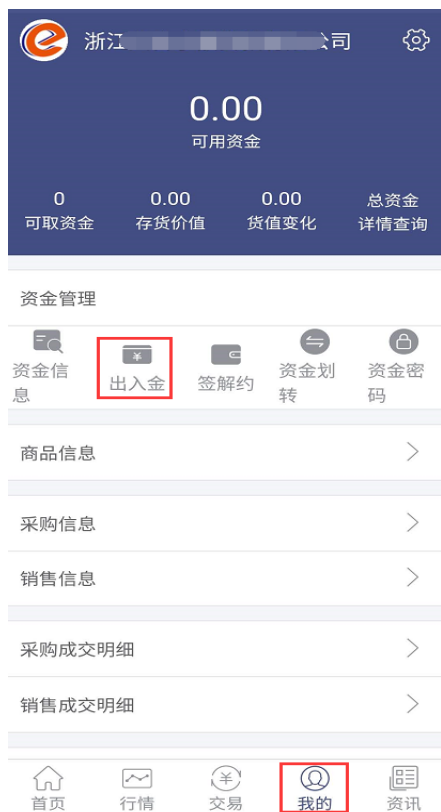 浙江
公司
0.00
可用资金
0 0.00 0.00 总资金
可取资金 存货价值 货值变化 详情查询
资金管理
资金信息
出入金
签解约
资金划转
资金密码
商品信息
采购信息
销售信息
采购成交明细
销售成交明细
首页 行情 交易 我的 资讯